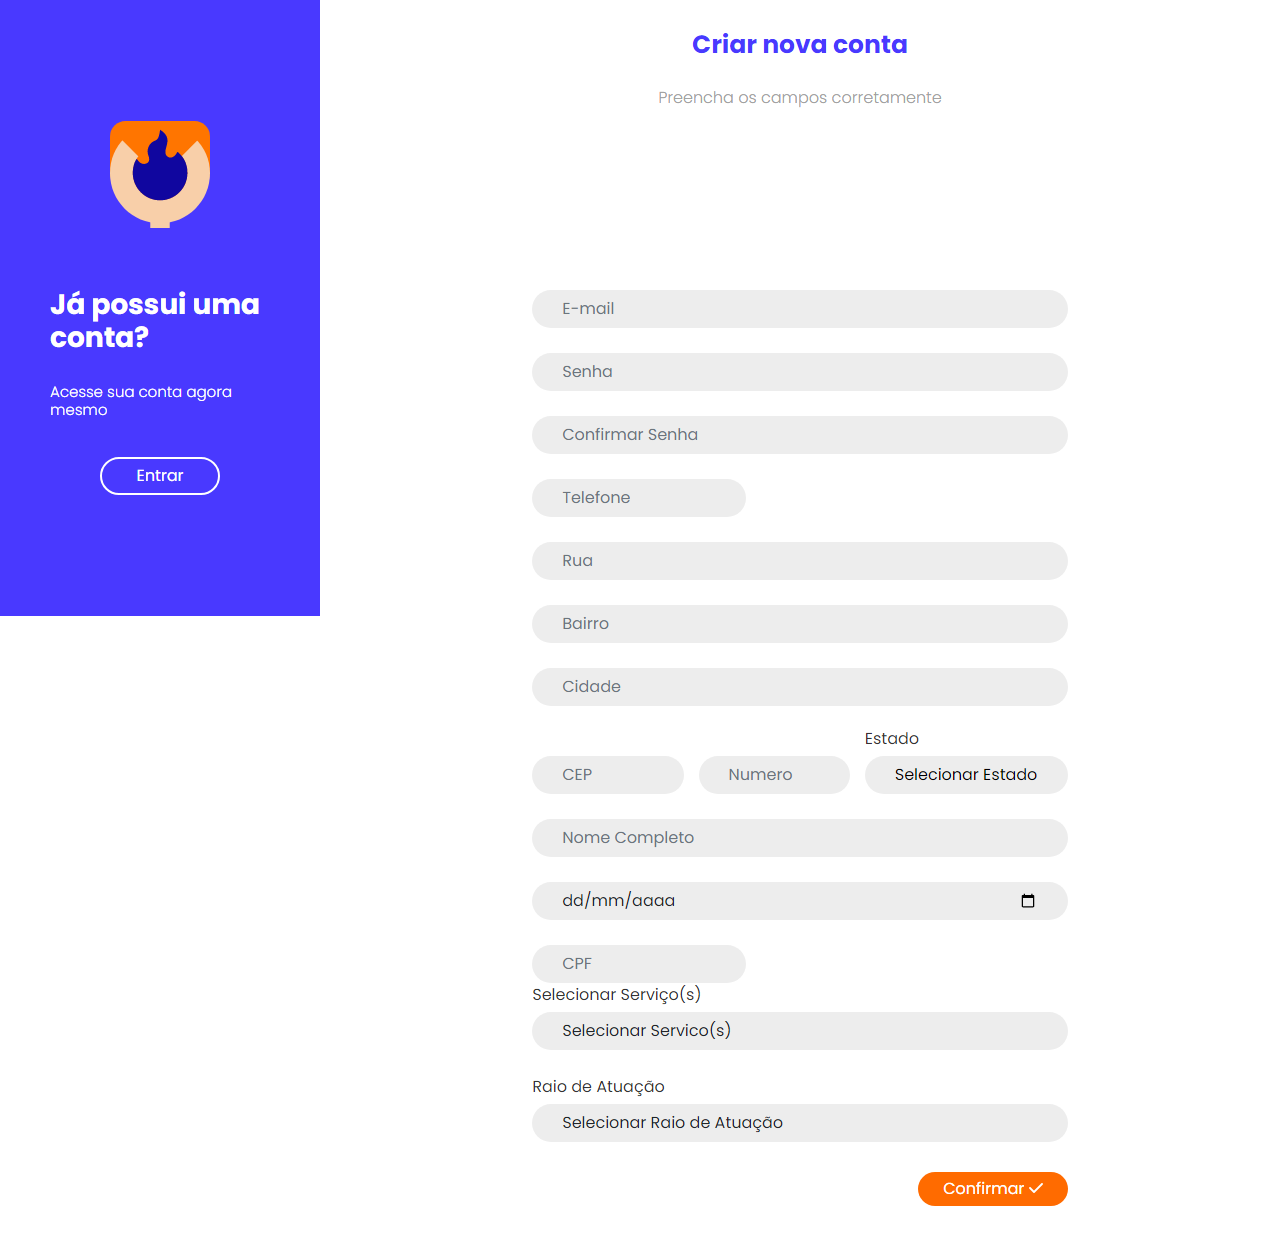 Criar nova conta
Preencha os campos corretamente
Já possui uma
conta?
Acesse sua conta agora
mesmo
Entrar
E-mail
Senha
Confirmar Senha
Telefone
Rua
Bairro
Cidade
Estado
CEP Numero Selecionar Estado
Nome Completo
dd/mm/aaaa
CPF
Selecionar Serviço(s)
Selecionar Servico(s)
Raio de Atuação
Selecionar Raio de Atuação
Confirmar